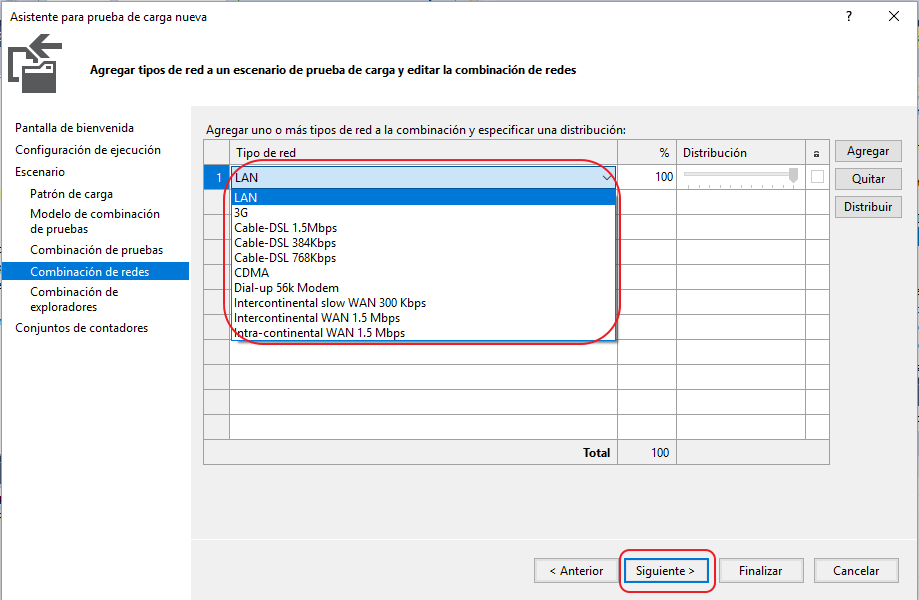 Asistente para prueba de carga nueva
?
Agregar tipos de red a un escenario de prueba de carga y editar la combinación de redes
Pantalla de bienvenida
Configuración de ejecución
Escenario
Patrón de carga
Modelo de combinación
de pruebas
Combinación de pruebas
Combinación de redes
Combinación de
exploradores
Conjuntos de contadores
Agregar uno o más tipos de red a la combinación y especificar una distribución:
Tipo de red % Distribución
1 LAN 100
LAN
3G
Cable-DSL 1.5Mbps
Cable-DSL 384Kbps
Cable-DSL 768Kbps
CDMA
Dial-up 56k Modem
Intercontinental slow WAN 300 Kbps
Intercontinental WAN 1.5 Mbps
Intra-continental WAN 1.5 Mbps
Total 100
Agregar
Quitar
Distribuir
< Anterior
Siguiente >
Finalizar
Cancelar